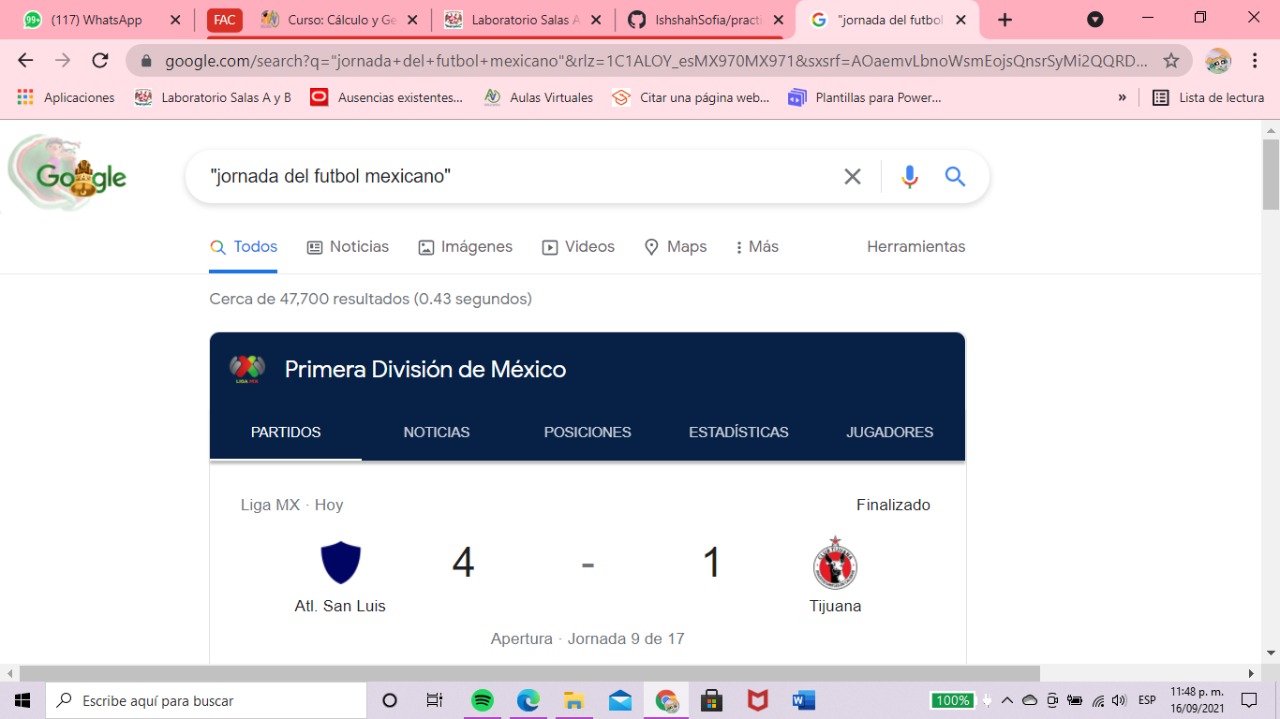 (117) WhatsApp
FAC
Curso: Cálculo y Ge
Laboratorio Salas A
IshshahSofia/practi
"jornada del futbol
google.com/search?q="jornada+del+futbol+mexicano"&rlz=1C1ALOY_esMX970MX971&sxsrf=AOaemvLbnoWsmEojsQnsrSyMi2QQRD...
Aplicaciones
Laboratorio Salas A y B
Ausencias existentes...
Aulas Virtuales
Citar una página web...
Plantillas para Power...
»
Lista de lectura
Google
"jornada del futbol mexicano"
Todos
Noticias
Imágenes
Videos
Maps
Más
Herramientas
Cerca de 47,700 resultados (0.43 segundos)
LIGA MX
Primera División de México
PARTIDOS
NOTICIAS
POSICIONES
ESTADÍSTICAS
JUGADORES
Liga MX · Hoy
Finalizado
4 - 1
Atl. San Luis
Tijuana
Apertura · Jornada 9 de 17
Escribe aquí para buscar
100%
ESP
11:48 p. m.
16/09/2021